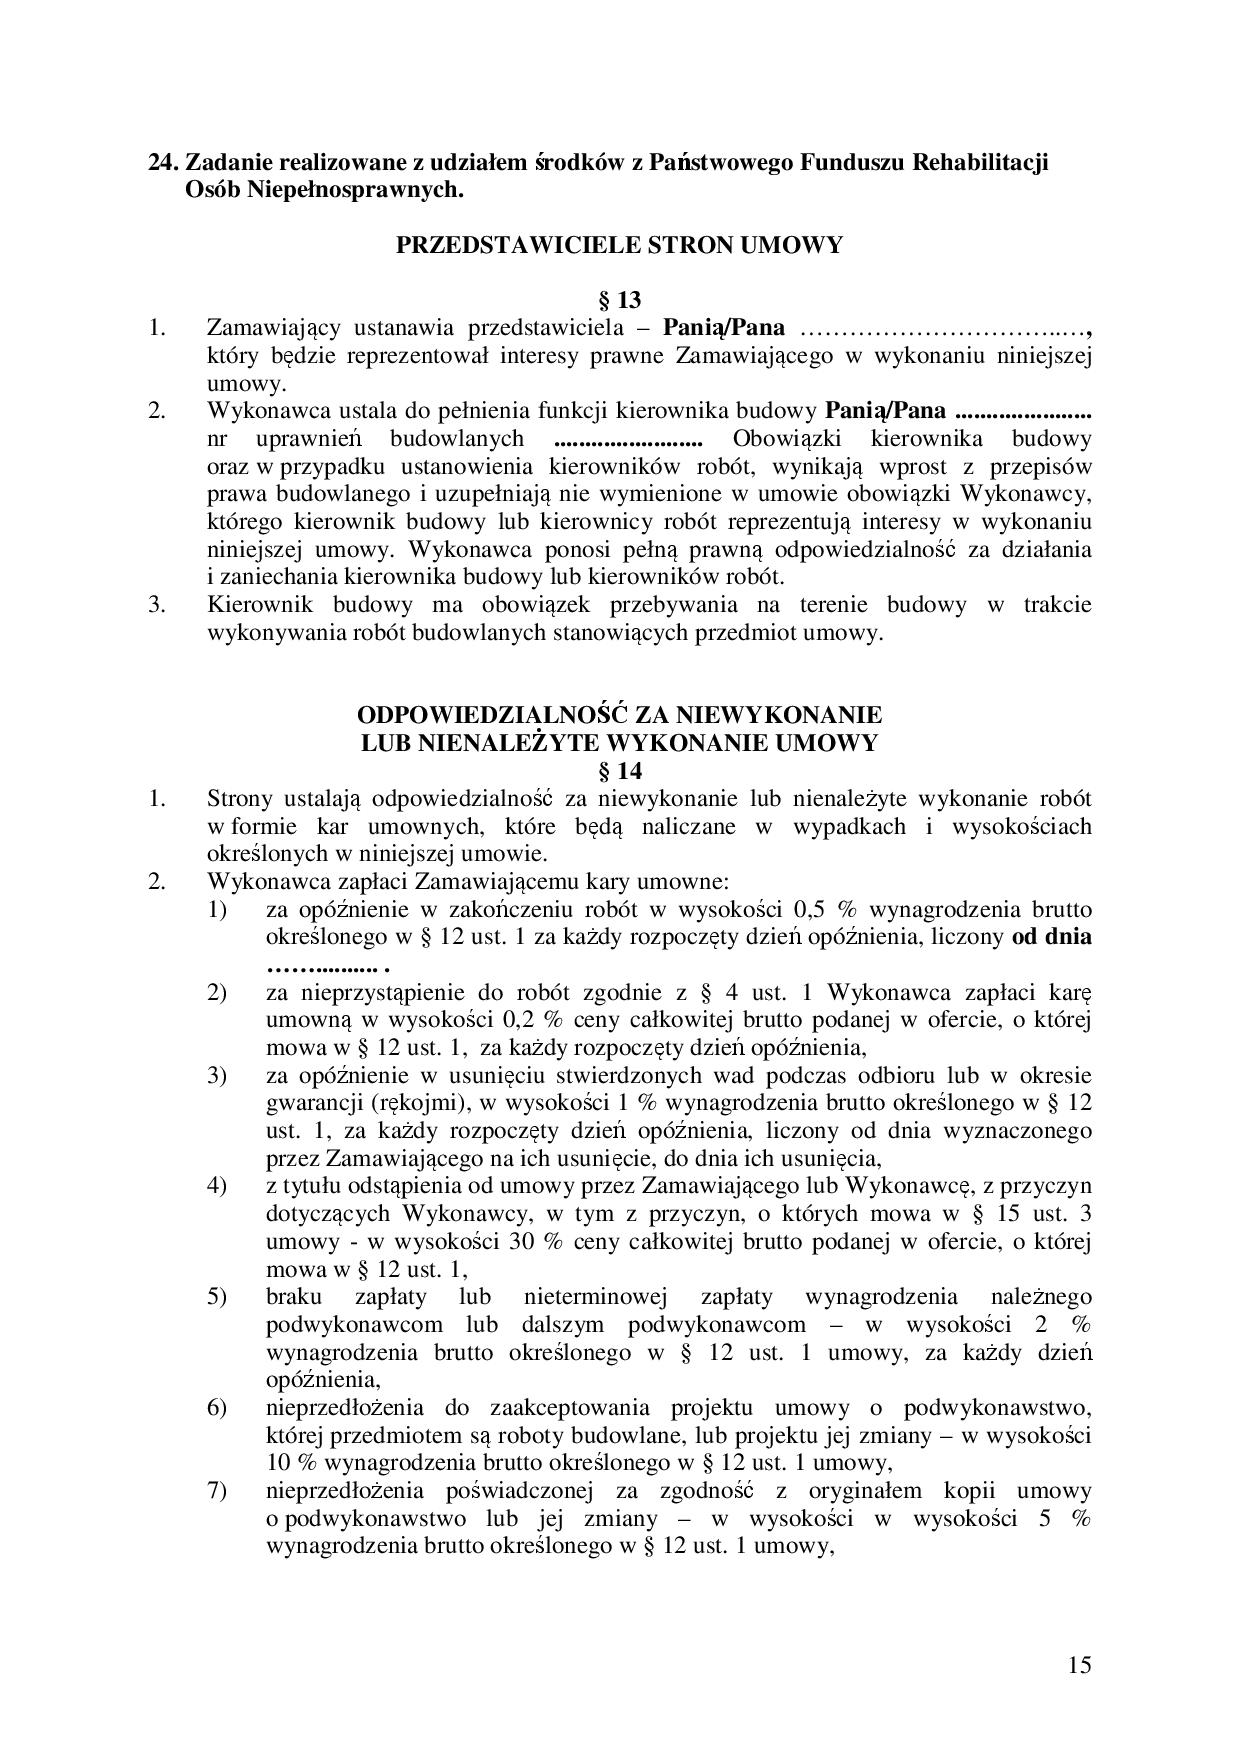 24. Zadanie realizowane z udziałem środków z Państwowego Funduszu Rehabilitacji
Osób Niepełnosprawnych.
PRZEDSTAWICIELE STRON UMOWY
§ 13
1. Zamawiający ustanawia przedstawiciela – Panią/Pana …………………………..…,
który będzie reprezentował interesy prawne Zamawiającego w wykonaniu niniejszej
umowy.
2. Wykonawca ustala do pełnienia funkcji kierownika budowy Panią/Pana ......................
nr uprawnień budowlanych ........................ Obowiązki kierownika budowy
oraz w przypadku ustanowienia kierowników robót, wynikają wprost z przepisów
prawa budowlanego i uzupełniają nie wymienione w umowie obowiązki Wykonawcy,
którego kierownik budowy lub kierownicy robót reprezentują interesy w wykonaniu
niniejszej umowy. Wykonawca ponosi pełną prawną odpowiedzialność za działania
i zaniechania kierownika budowy lub kierowników robót.
3. Kierownik budowy ma obowiązek przebywania na terenie budowy w trakcie
wykonywania robót budowlanych stanowiących przedmiot umowy.
ODPOWIEDZIALNOŚĆ ZA NIEWYKONANIE
LUB NIENALEŻYTE WYKONANIE UMOWY
§ 14
1. Strony ustalają odpowiedzialność za niewykonanie lub nienależyte wykonanie robót
w formie kar umownych, które będą naliczane w wypadkach i wysokościach
określonych w niniejszej umowie.
2. Wykonawca zapłaci Zamawiającemu kary umowne:
1) za opóźnienie w zakończeniu robót w wysokości 0,5 % wynagrodzenia brutto
określonego w § 12 ust. 1 za każdy rozpoczęty dzień opóźnienia, liczony od dnia
…….......... .
2) za nieprzystąpienie do robót zgodnie z § 4 ust. 1 Wykonawca zapłaci karę
umowną w wysokości 0,2 % ceny całkowitej brutto podanej w ofercie, o której
mowa w § 12 ust. 1, za każdy rozpoczęty dzień opóźnienia,
3) za opóźnienie w usunięciu stwierdzonych wad podczas odbioru lub w okresie
gwarancji (rękojmi), w wysokości 1 % wynagrodzenia brutto określonego w § 12
ust. 1, za każdy rozpoczęty dzień opóźnienia, liczony od dnia wyznaczonego
przez Zamawiającego na ich usunięcie, do dnia ich usunięcia,
4) z tytułu odstąpienia od umowy przez Zamawiającego lub Wykonawcę, z przyczyn
dotyczących Wykonawcy, w tym z przyczyn, o których mowa w § 15 ust. 3
umowy - w wysokości 30 % ceny całkowitej brutto podanej w ofercie, o której
mowa w § 12 ust. 1,
5) braku zapłaty lub nieterminowej zapłaty wynagrodzenia należnego
podwykonawcom lub dalszym podwykonawcom – w wysokości 2 %
wynagrodzenia brutto określonego w § 12 ust. 1 umowy, za każdy dzień
opóźnienia,
6) nieprzedłożenia do zaakceptowania projektu umowy o podwykonawstwo,
której przedmiotem są roboty budowlane, lub projektu jej zmiany – w wysokości
10 % wynagrodzenia brutto określonego w § 12 ust. 1 umowy,
7) nieprzedłożenia poświadczonej za zgodność z oryginałem kopii umowy
o podwykonawstwo lub jej zmiany – w wysokości w wysokości 5 %
wynagrodzenia brutto określonego w § 12 ust. 1 umowy,
15